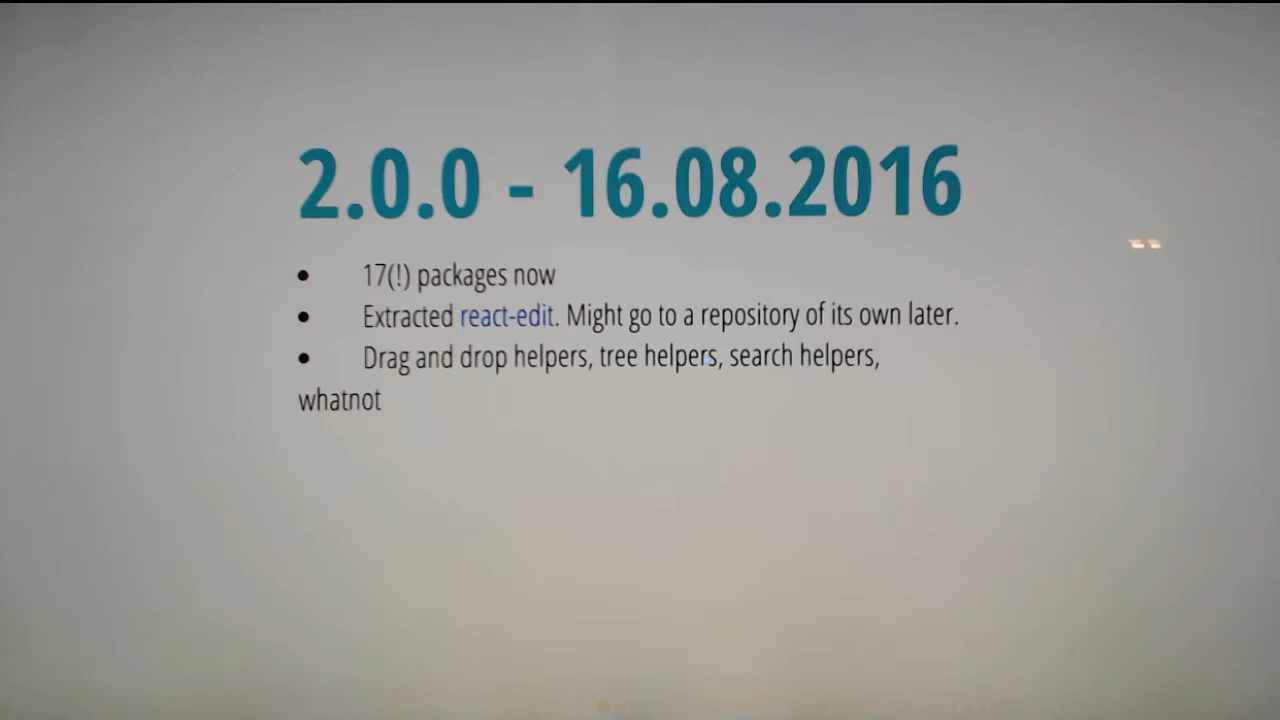 2.0.0 - 16.08.2016
• 17(!) packages now
• Extracted react-edit. Might go to a repository of its own later.
• Drag and drop helpers, tree helpers, search helpers,
whatnot